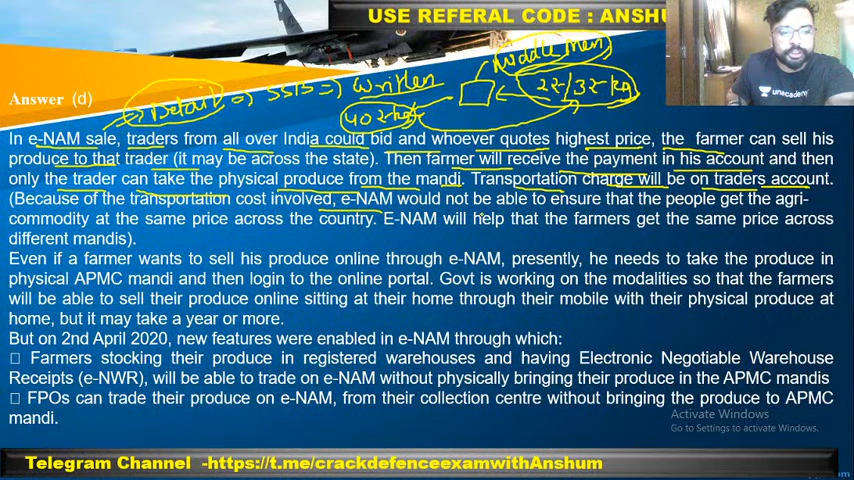 USE REFERAL CODE : ANSHU
unacademy
Middle Men
Detail => SSB => Written
22/32 kg
40 Rs kg
Answer (d)
In e-NAM sale, traders from all over India could bid and whoever quotes highest price, the farmer can sell his
produce to that trader (it may be across the state). Then farmer will receive the payment in his account and then
only the trader can take the physical produce from the mandi. Transportation charge will be on traders account.
(Because of the transportation cost involved, e-NAM would not be able to ensure that the people get the agri-
commodity at the same price across the country. E-NAM will help that the farmers get the same price across
different mandis).
Even if a farmer wants to sell his produce online through e-NAM, presently, he needs to take the produce in
physical APMC mandi and then login to the online portal. Govt is working on the modalities so that the farmers
will be able to sell their produce online sitting at their home through their mobile with their physical produce at
home, but it may take a year or more.
But on 2nd April 2020, new features were enabled in e-NAM through which:
□ Farmers stocking their produce in registered warehouses and having Electronic Negotiable Warehouse
Receipts (e-NWR), will be able to trade on e-NAM without physically bringing their produce in the APMC mandis
□ FPOs can trade their produce on e-NAM, from their collection centre without bringing the produce to APMC
mandi.
Activate Windows
Go to Settings to activate Windows.
Telegram Channel -https://t.me/crackdefenceexamwithAnshum